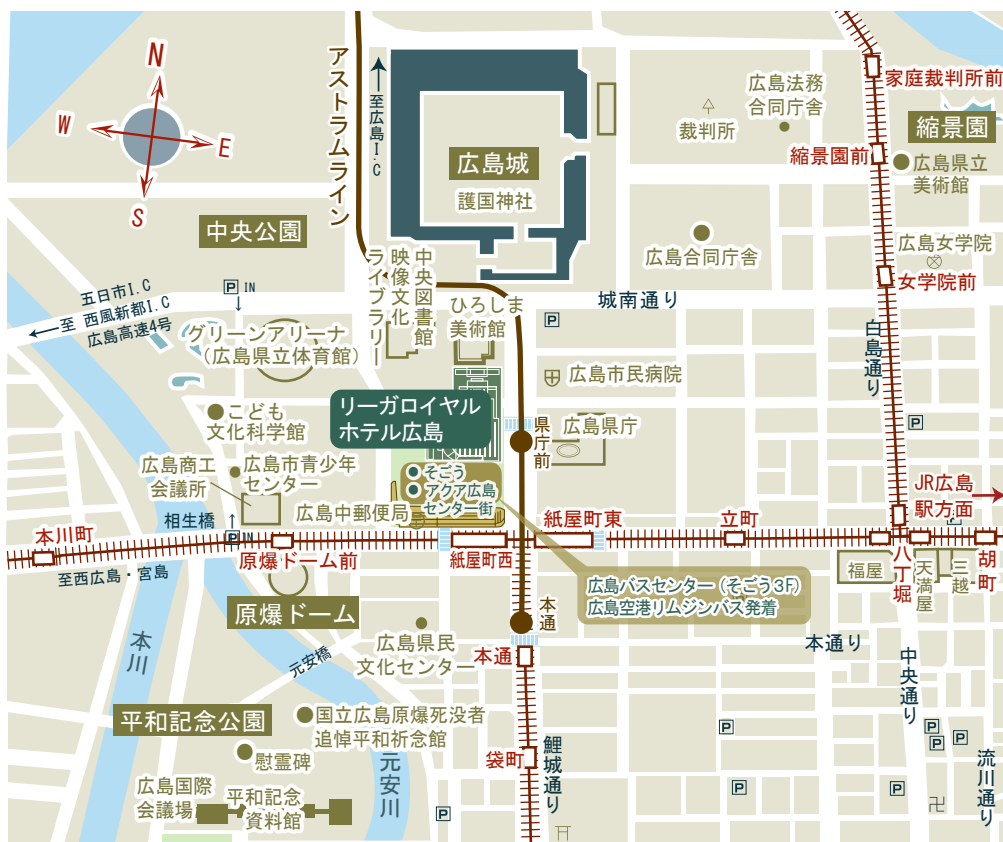 N
W
E
S
アストラムライン
至広島I.C
広島城
護国神社
裁判所
広島法務
合同庁舎
家庭裁判所前
縮景園
縮景園前
広島県立
美術館
中央公園
広島合同庁舎
広島女学院
女学院前
五日市I.C
至 西風新都I.C
広島高速4号
P IN
グリーンアリーナ
（広島県立体育館）
中央図書館
映像文化
ライブラリー
ひろしま
美術館
城南通り
P
白島通り
広島市民病院
リーガロイヤル
ホテル広島
こども
文化科学館
県庁前
広島県庁
P
広島商工
会議所
広島市青少年
センター
そごう
アクア広島
センター街
広島中郵便局
JR広島
駅方面
相生橋
本川町
P IN
原爆ドーム前
紙屋町西
紙屋町東
立町
八丁堀
胡町
至西広島・宮島
福屋
天満屋
三越
広島バスセンター（そごう3F）
広島空港リムジンバス発着
原爆ドーム
本通
本川
元安橋
広島県民
文化センター
本通
本通り
中央通り
平和記念公園
国立広島原爆死没者
追悼平和祈念館
P
P
P
P
慰霊碑
元安川
袋町
鯉城通り
流川通り
広島国際
会議場
平和記念
資料館
P
P
P